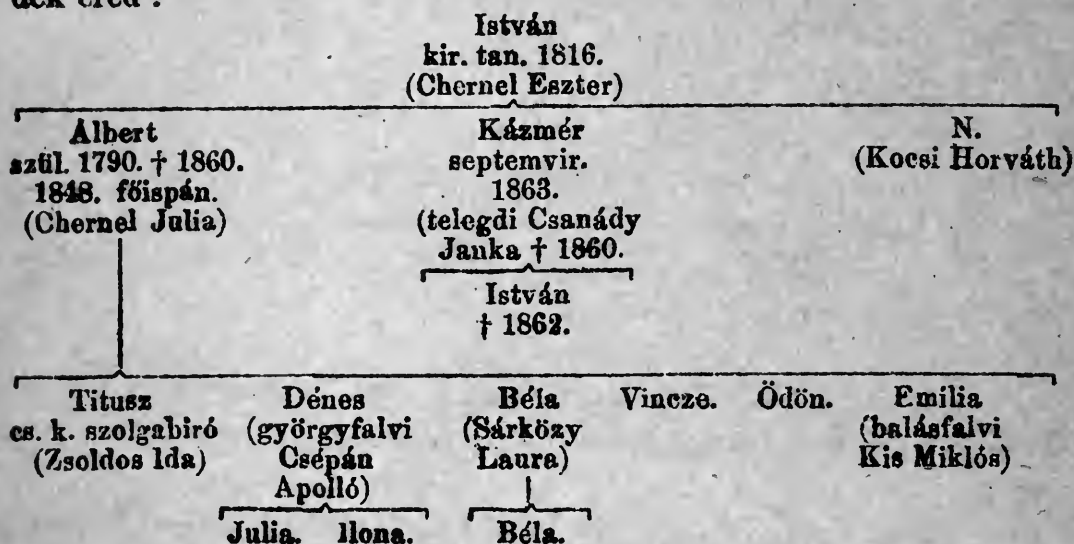 ered".
István
kir. tan. 1816.
(Chernel Eszter)
Albert
szül. 1790. † 1860.
1848. főispán.
(Chernel Julia)
Kázmér
septemvir.
1863.
(telegdi Csanády
Janka † 1860.
N.
(Kocsi Horváth)
István
† 1862.
Titusz
cs. k. szolgabiró
(Zsoldos Ida)
Dénes
(györgyfalvi
Csépán
Apolló)
Béla
(Sárközy
Laura)
Vincze.
Ödön.
Emilia
(balásfalvi
Kis Miklós)
Julia. Ilona.
Béla.